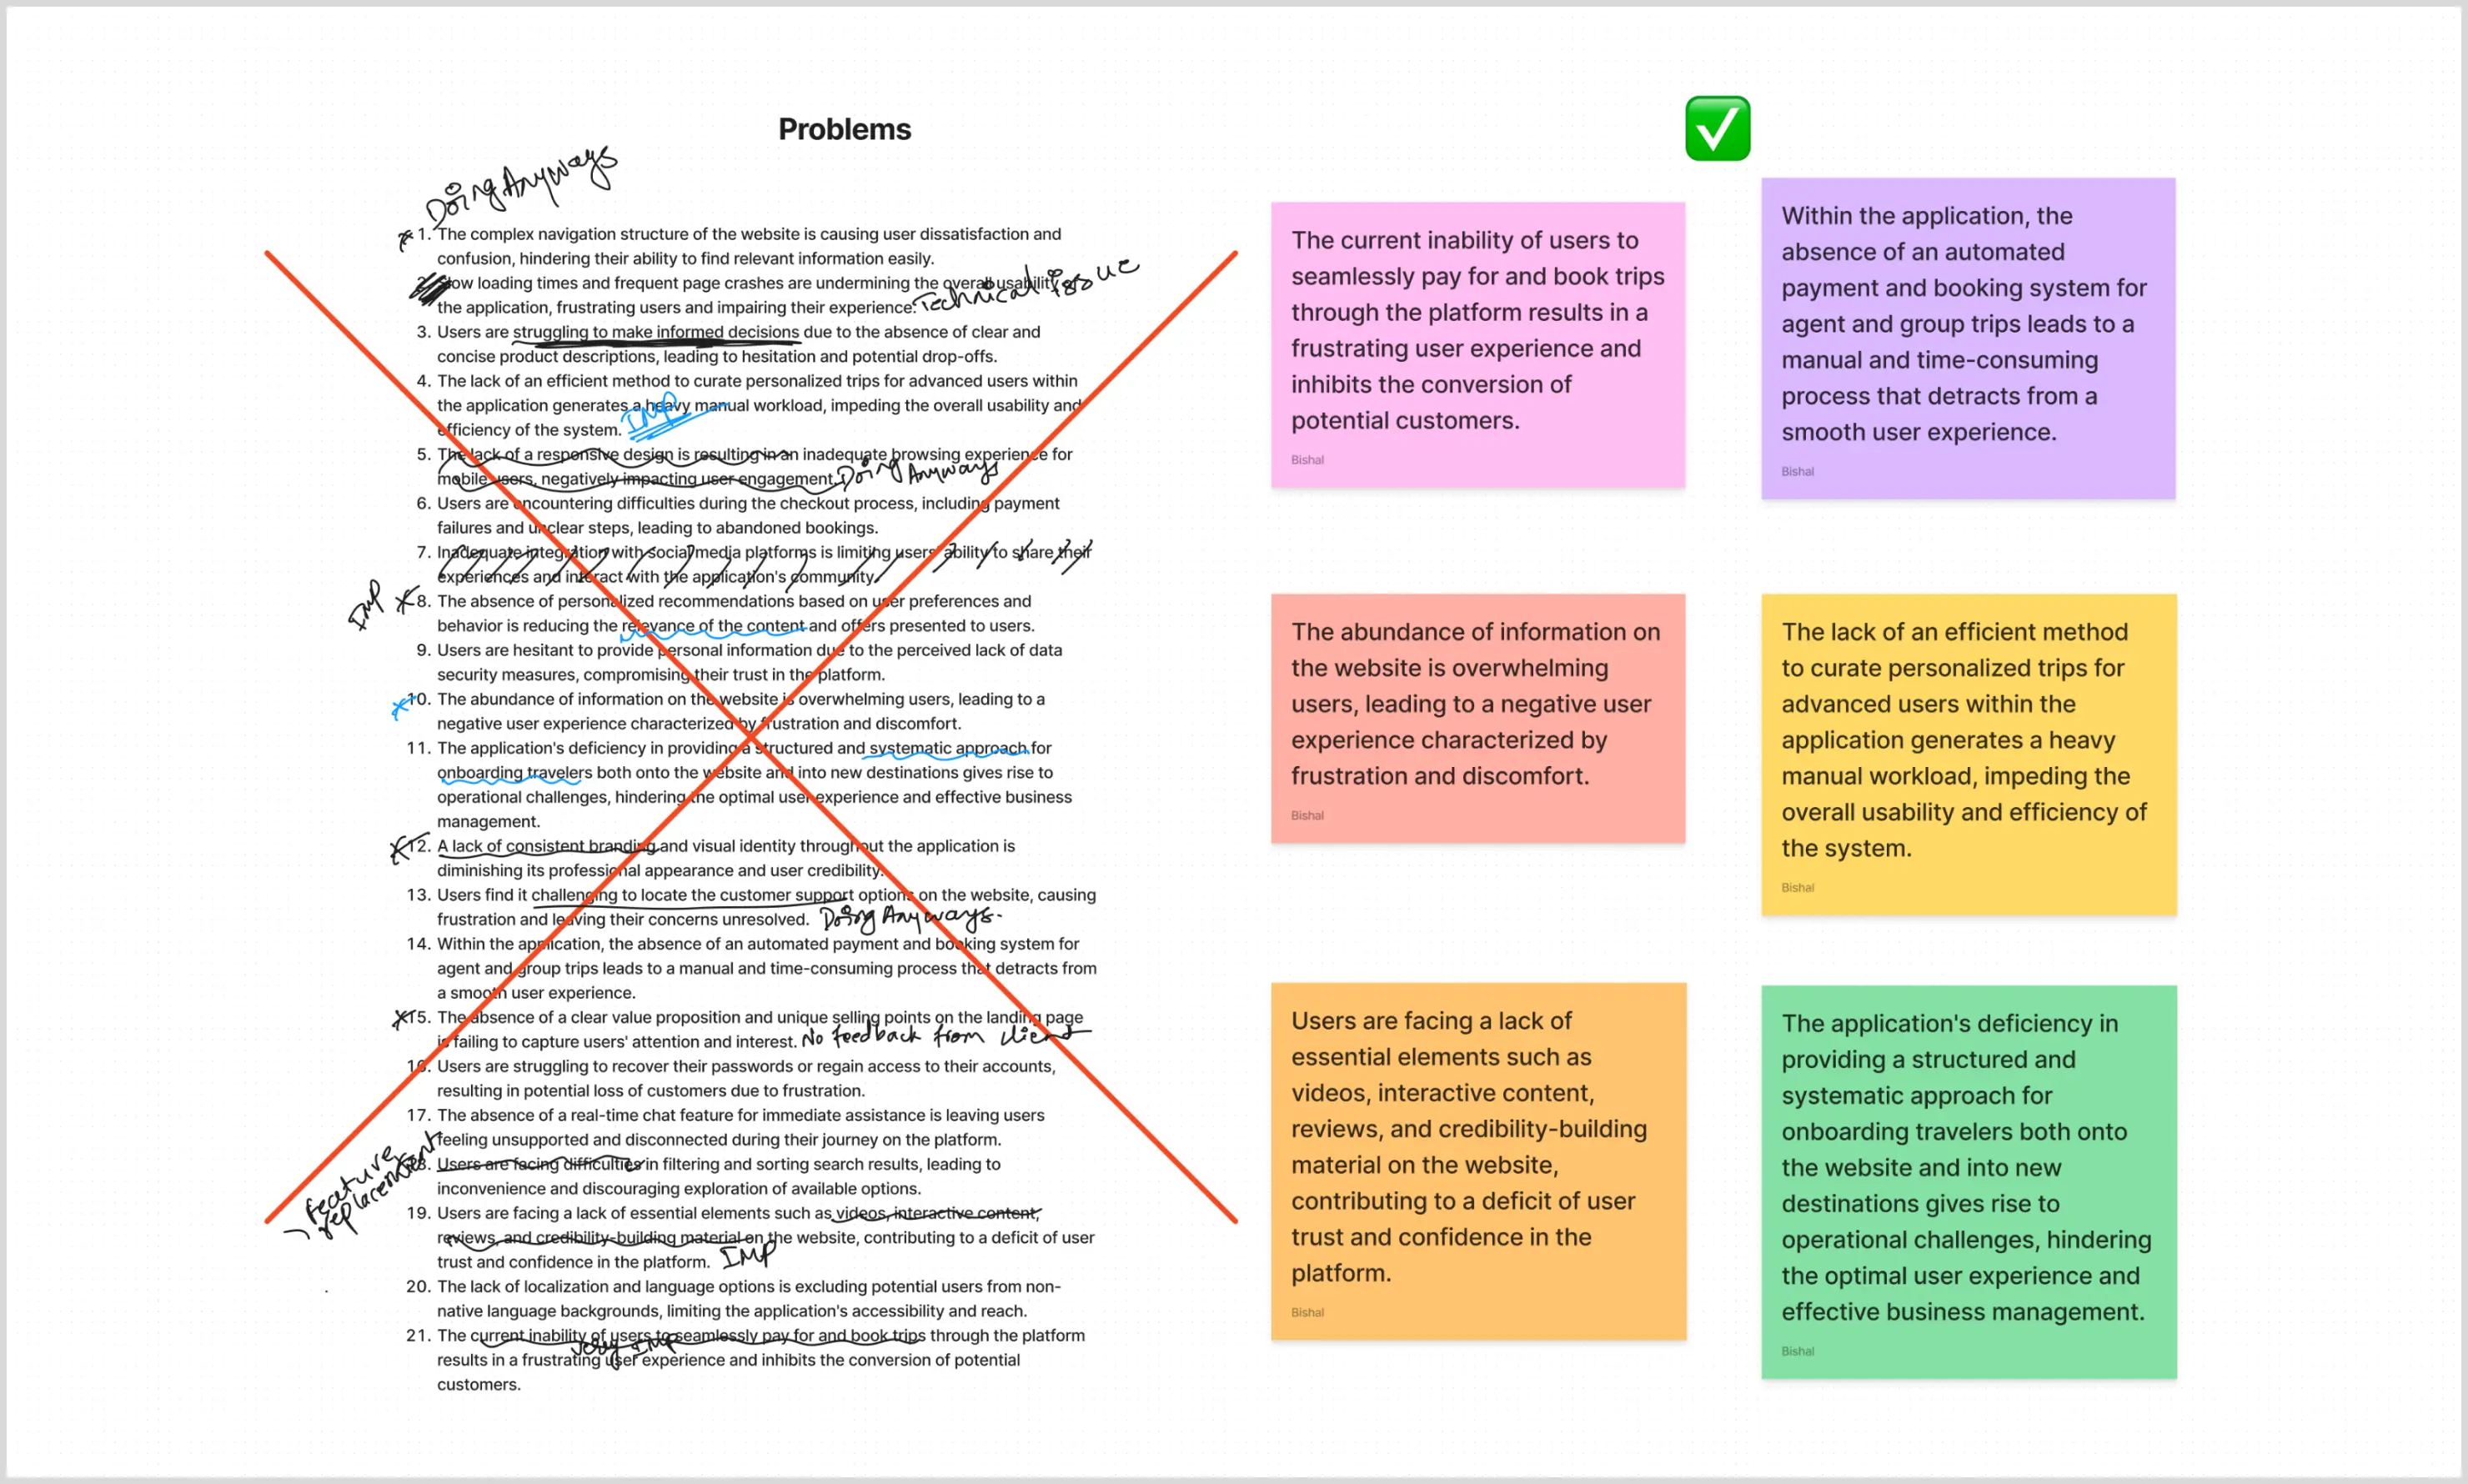 Problems
Doing Anyways
1. The complex navigation structure of the website is causing user dissatisfaction and
confusion, hindering their ability to find relevant information easily.
low loading times and frequent page crashes are undermining the overall usability
the application, frustrating users and impairing their experience. Technical issue
3. Users are struggling to make informed decisions due to the absence of clear and
concise product descriptions, leading to hesitation and potential drop-offs.
4. The lack of an efficient method to curate personalized trips for advanced users within
the application generates a heavy manual workload, impeding the overall usability and
efficiency of the system. IMP
5. The lack of a responsive design is resulting in an inadequate browsing experience for
mobile users, negatively impacting user engagement. Doing Anyways
6. Users are encountering difficulties during the checkout process, including payment
failures and unclear steps, leading to abandoned bookings.
7. Inadequate integration with social media platforms is limiting users' ability to share their
experiences and interact with the application's community.
IMP
8. The absence of personalized recommendations based on user preferences and
behavior is reducing the relevance of the content and offers presented to users.
9. Users are hesitant to provide personal information due to the perceived lack of data
security measures, compromising their trust in the platform.
10. The abundance of information on the website is overwhelming users, leading to a
negative user experience characterized by frustration and discomfort.
11. The application's deficiency in providing a structured and systematic approach for
onboarding travelers both onto the website and into new destinations gives rise to
operational challenges, hindering the optimal user experience and effective business
management.
12. A lack of consistent branding and visual identity throughout the application is
diminishing its professional appearance and user credibility.
13. Users find it challenging to locate the customer support options on the website, causing
frustration and leaving their concerns unresolved. Doing Anyways.
14. Within the application, the absence of an automated payment and booking system for
agent and group trips leads to a manual and time-consuming process that detracts from
a smooth user experience.
15. The absence of a clear value proposition and unique selling points on the landing page
is failing to capture users' attention and interest. No feedback from client
16. Users are struggling to recover their passwords or regain access to their accounts,
resulting in potential loss of customers due to frustration.
17. The absence of a real-time chat feature for immediate assistance is leaving users
feeling unsupported and disconnected during their journey on the platform.
feature
replacement
18. Users are facing difficulties in filtering and sorting search results, leading to
inconvenience and discouraging exploration of available options.
19. Users are facing a lack of essential elements such as videos, interactive content,
reviews, and credibility-building material on the website, contributing to a deficit of user
trust and confidence in the platform. IMP
20. The lack of localization and language options is excluding potential users from non-
native language backgrounds, limiting the application's accessibility and reach.
21. The current inability of users to seamlessly pay for and book trips through the platform
very IMP
results in a frustrating user experience and inhibits the conversion of potential
customers.
The current inability of users to
seamlessly pay for and book trips
through the platform results in a
frustrating user experience and
inhibits the conversion of
potential customers.
Bishal
Within the application, the
absence of an automated
payment and booking system for
agent and group trips leads to a
manual and time-consuming
process that detracts from a
smooth user experience.
Bishal
The abundance of information on
the website is overwhelming
users, leading to a negative user
experience characterized by
frustration and discomfort.
Bishal
The lack of an efficient method
to curate personalized trips for
advanced users within the
application generates a heavy
manual workload, impeding the
overall usability and efficiency of
the system.
Bishal
Users are facing a lack of
essential elements such as
videos, interactive content,
reviews, and credibility-building
material on the website,
contributing to a deficit of user
trust and confidence in the
platform.
Bishal
The application's deficiency in
providing a structured and
systematic approach for
onboarding travelers both onto
the website and into new
destinations gives rise to
operational challenges, hindering
the optimal user experience and
effective business management.
Bishal